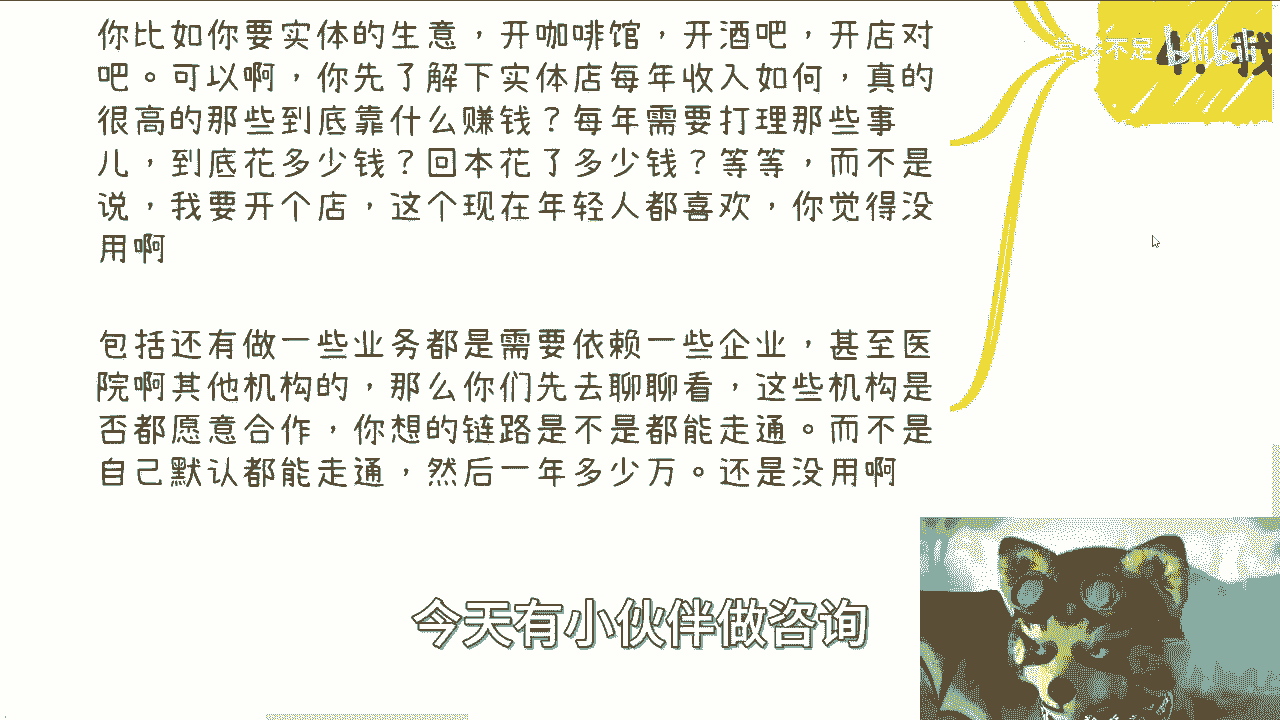 你比如你要实体的生意，开咖啡馆，开酒吧，开店对
吧。可以啊，你先了解下实体店每年收入如何，真的
很高的那些到底靠什么赚钱？每年需要打理那些事
儿，到底花多少钱？回本花了多少钱？等等，而不是
说，我要开个店，这个现在年轻人都喜欢，你觉得没
用啊
4. 我
包括还有做一些业务都是需要依赖一些企业，甚至医
院啊其他机构的，那么你们先去聊聊看，这些机构是
否都愿意合作，你想的链路是不是都能走通。而不是
自己默认都能走通，然后一年多少万。还是没用啊
今天有小伙伴做咨询